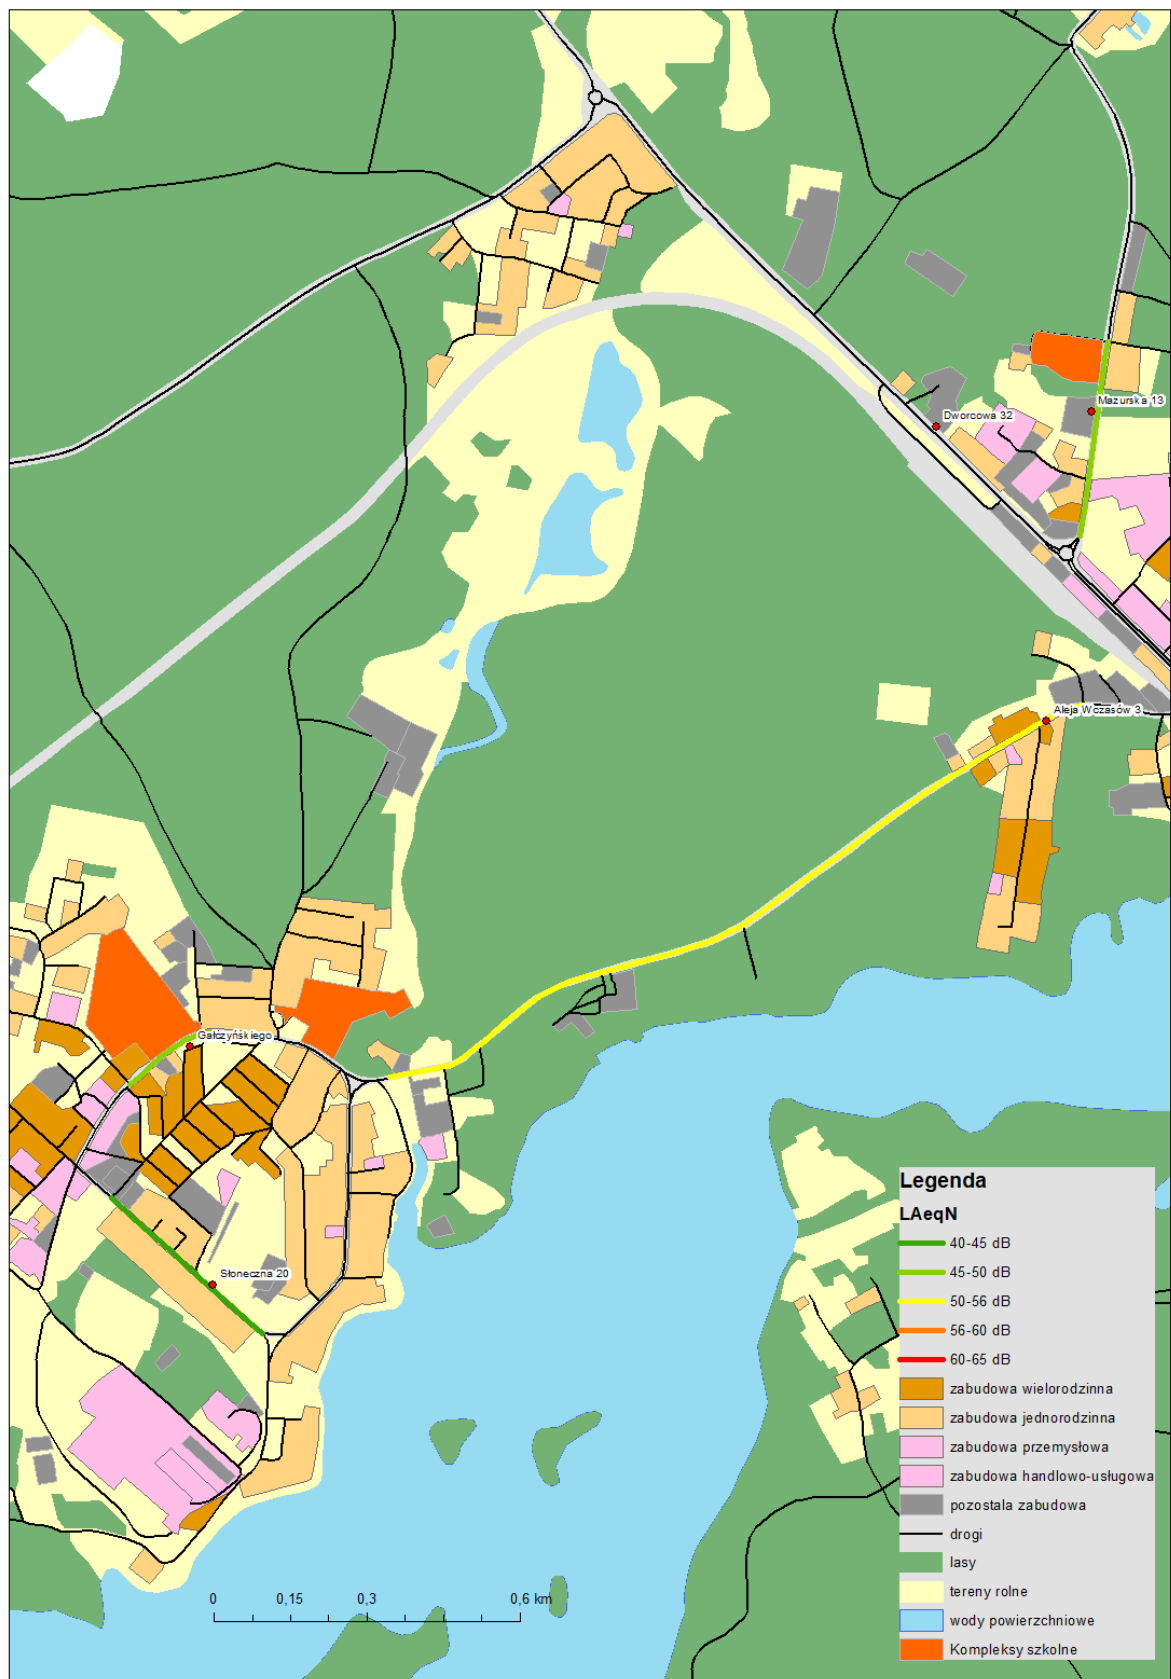 Mazurska 13
Dworcowa 32
Aleja Wczasów 3
Gałczyńskiego
Słoneczna 20
Legenda
LAeqN
40-45 dB
45-50 dB
50-56 dB
56-60 dB
60-65 dB
zabudowa wielorodzinna
zabudowa jednorodzinna
zabudowa przemysłowa
zabudowa handlowo-usługowa
pozostala zabudowa
drogi
lasy
tereny rolne
wody powierzchniowe
Kompleksy szkolne
0 0,15 0,3 0,6 km